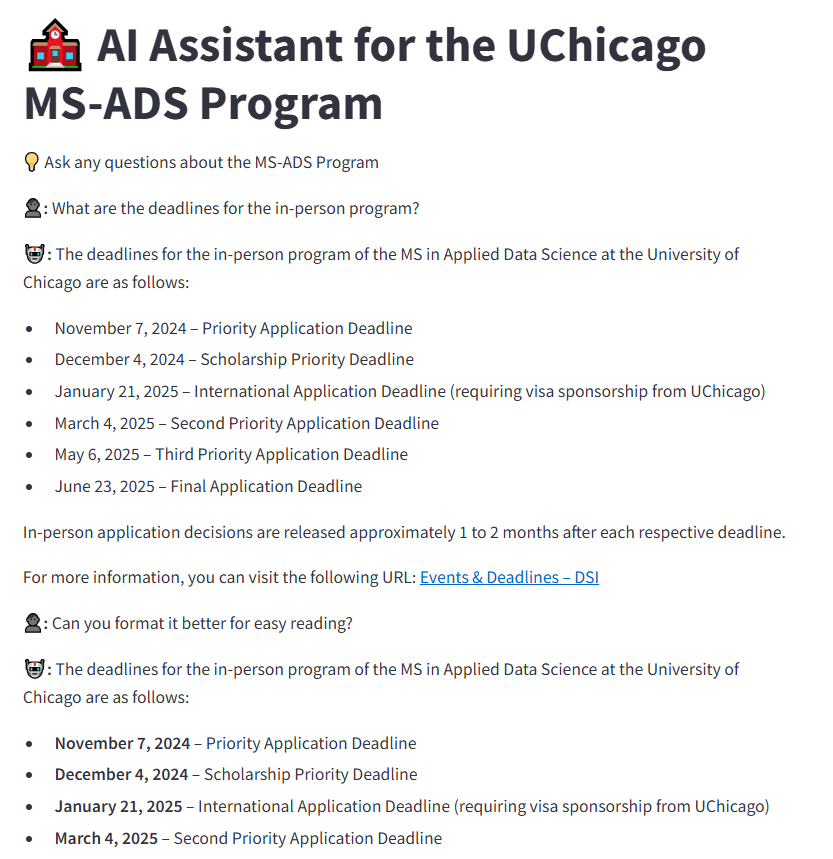 AI Assistant for the UChicago
MS-ADS Program
Ask any questions about the MS-ADS Program
: What are the deadlines for the in-person program?
: The deadlines for the in-person program of the MS in Applied Data Science at the University of
Chicago are as follows:
• November 7, 2024 – Priority Application Deadline
• December 4, 2024 – Scholarship Priority Deadline
• January 21, 2025 – International Application Deadline (requiring visa sponsorship from UChicago)
• March 4, 2025 – Second Priority Application Deadline
• May 6, 2025 – Third Priority Application Deadline
• June 23, 2025 – Final Application Deadline
In-person application decisions are released approximately 1 to 2 months after each respective deadline.
For more information, you can visit the following URL: Events & Deadlines – DSI
: Can you format it better for easy reading?
: The deadlines for the in-person program of the MS in Applied Data Science at the University of
Chicago are as follows:
• November 7, 2024 – Priority Application Deadline
• December 4, 2024 – Scholarship Priority Deadline
• January 21, 2025 – International Application Deadline (requiring visa sponsorship from UChicago)
• March 4, 2025 – Second Priority Application Deadline